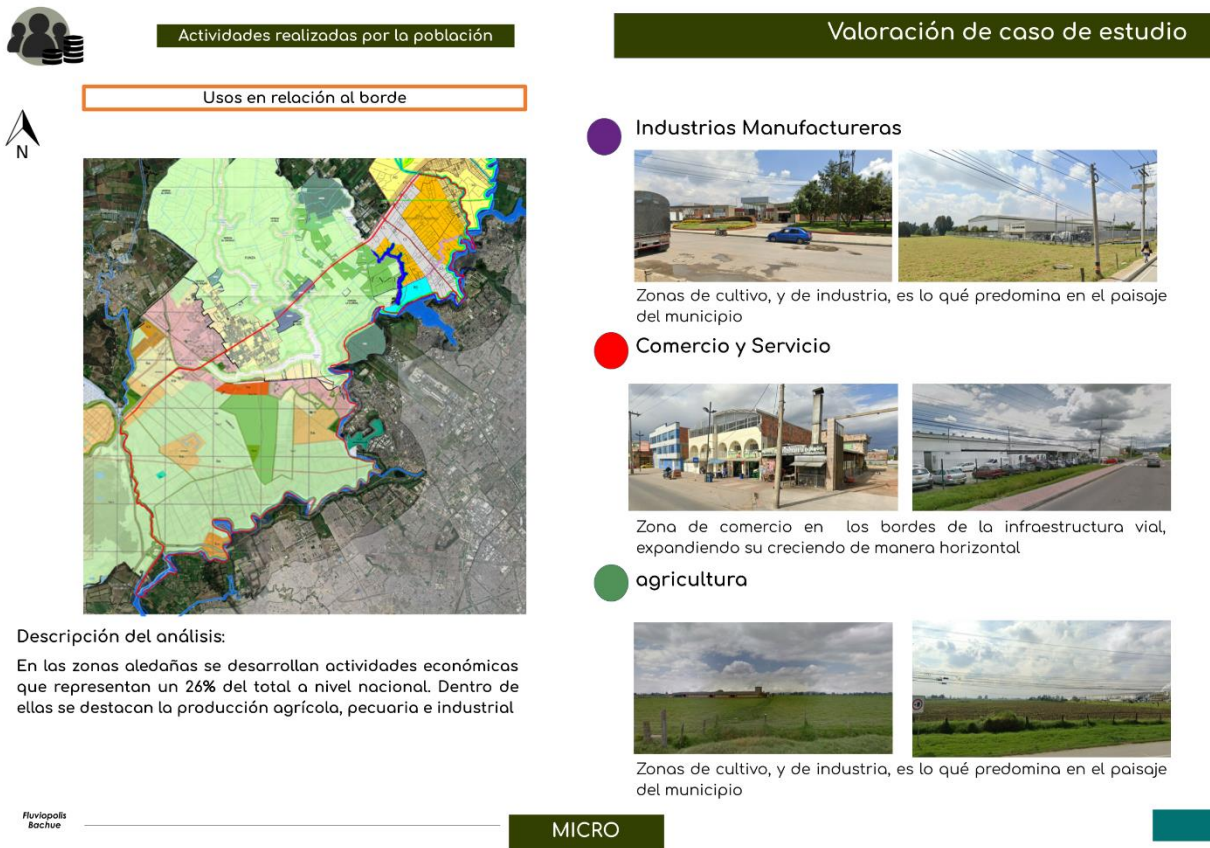 Actividades realizadas por la población
Usos en relación al borde
N
Descripción del análisis:
En las zonas aledañas se desarrollan actividades económicas
que representan un 26% del total a nivel nacional. Dentro de
ellas se destacan la producción agrícola, pecuaria e industrial
Valoración de caso de estudio
Industrias Manufactureras
Zonas de cultivo, y de industria, es lo qué predomina en el paisaje
del municipio
Comercio y Servicio
Zona de comercio en los bordes de la infraestructura vial,
expandiendo su creciendo de manera horizontal
agricultura
Zonas de cultivo, y de industria, es lo qué predomina en el paisaje
del municipio
Fluviopolis
Bachue
MICRO